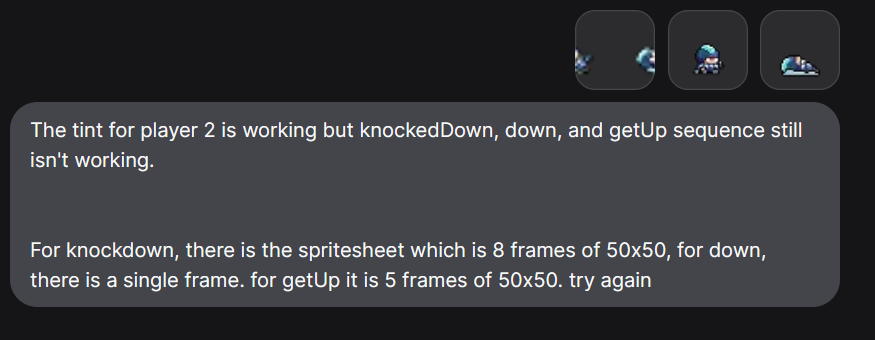 The tint for player 2 is working but knockedDown, down, and getUp sequence still
isn't working.
For knockdown, there is the spritesheet which is 8 frames of 50x50, for down,
there is a single frame. for getUp it is 5 frames of 50x50. try again